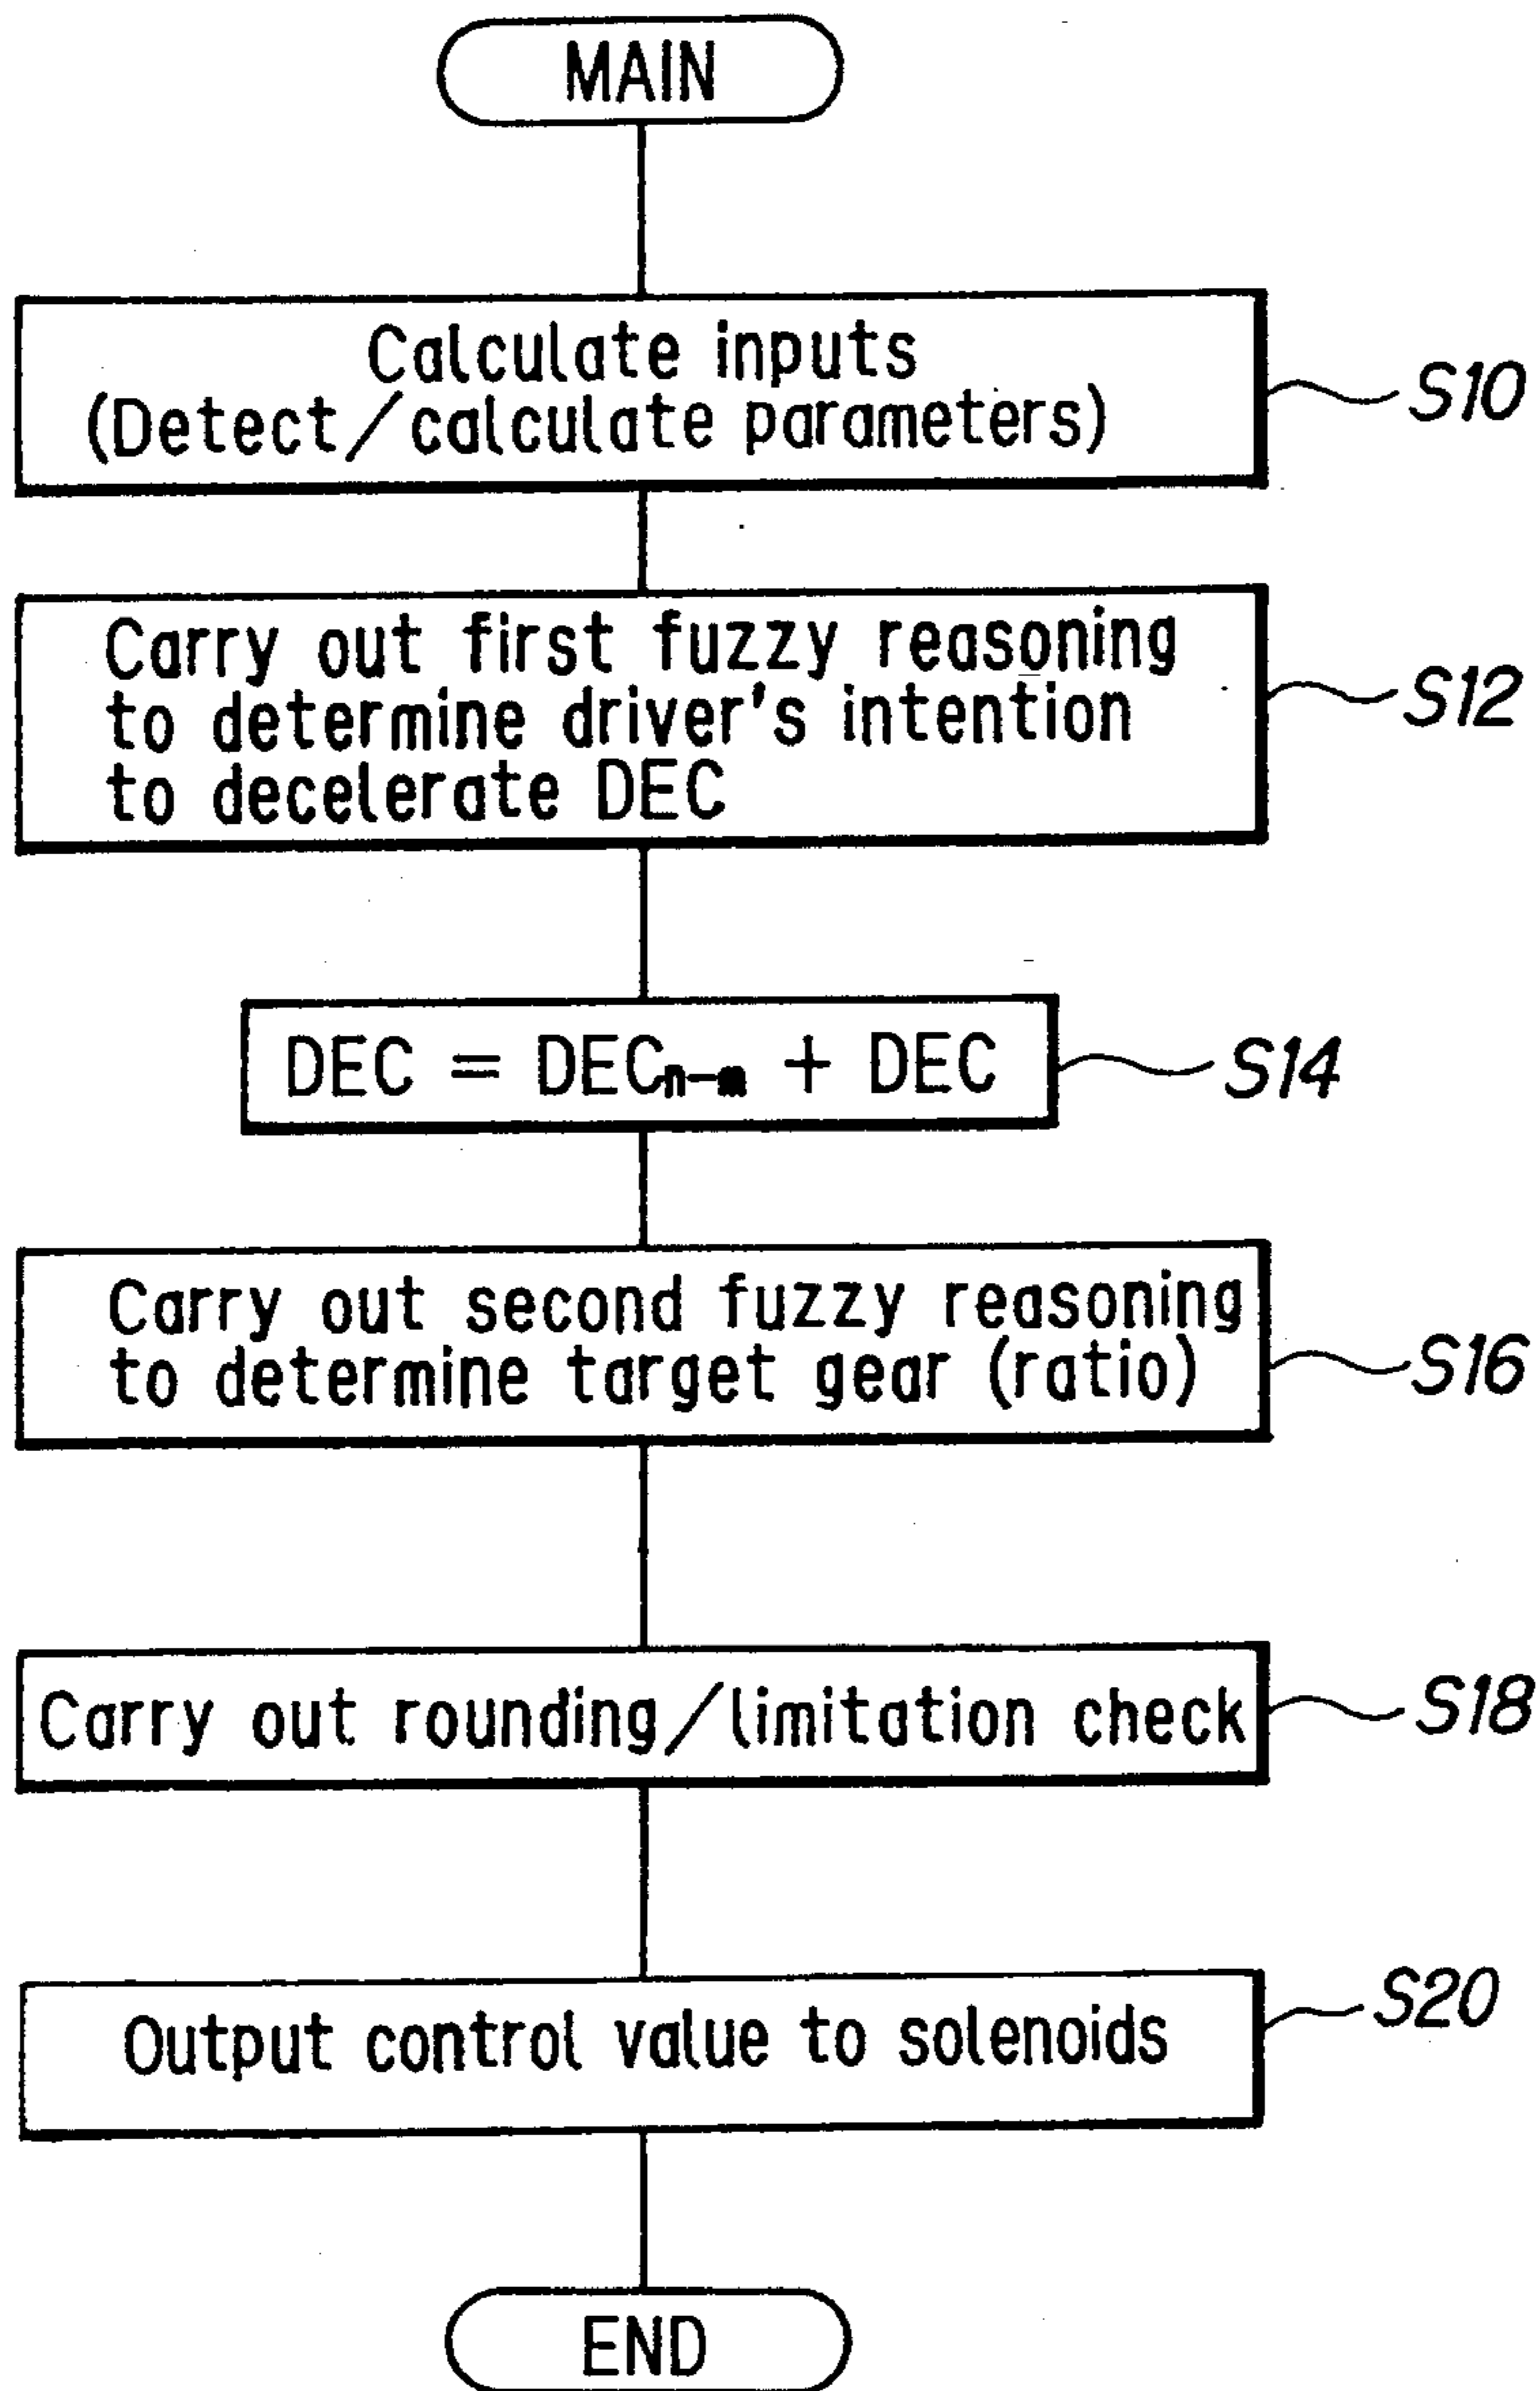 MAIN
Calculate inputs
(Detect/calculate parameters)
S10
Carry out first fuzzy reasoning
to determine driver's intention
to decelerate DEC
S12
DEC = DECn-m + DEC
S14
Carry out second fuzzy reasoning
to determine target gear (ratio)
S16
Carry out rounding/limitation check
S18
Output control value to solenoids
S20
END